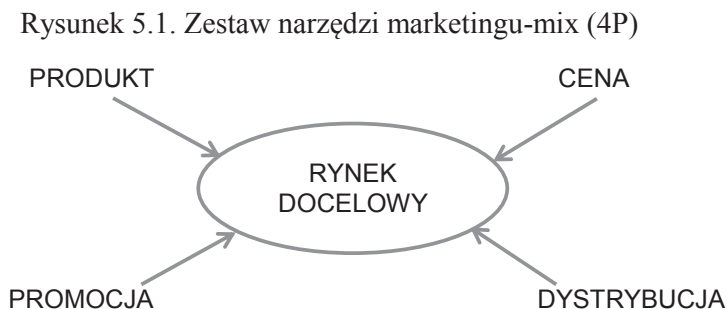 Rysunek 5.1. Zestaw narzędzi marketingu-mix (4P)
PRODUKT
CENA
RYNEK
DOCELOWY
PROMOCJA
DYSTRYBUCJA